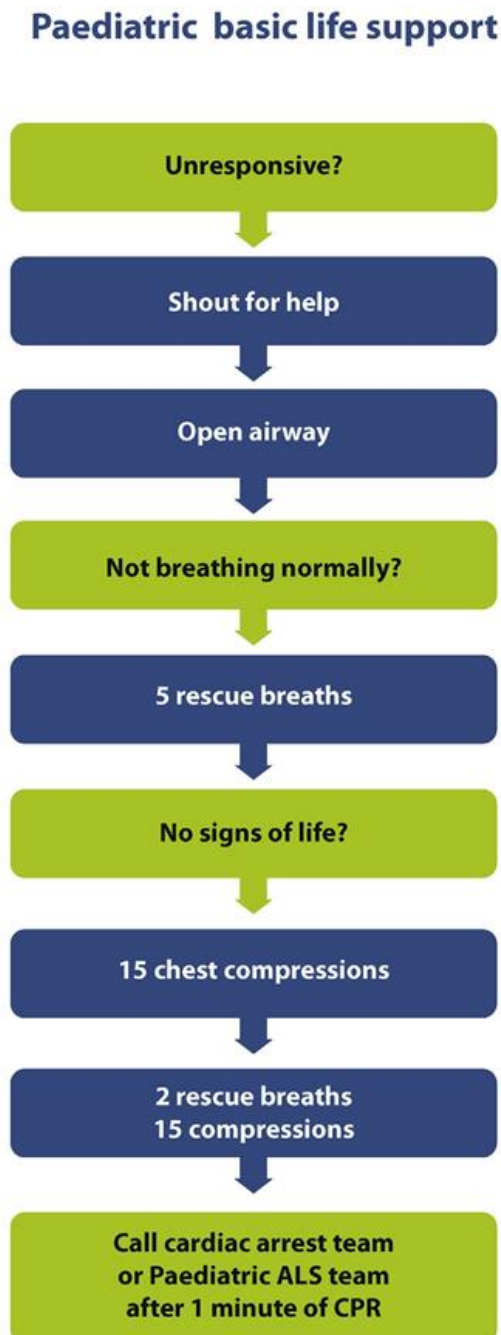 Paediatric basic life support
Unresponsive?
Shout for help
Open airway
Not breathing normally?
5 rescue breaths
No signs of life?
15 chest compressions
2 rescue breaths
15 compressions
Call cardiac arrest team
or Paediatric ALS team
after 1 minute of CPR